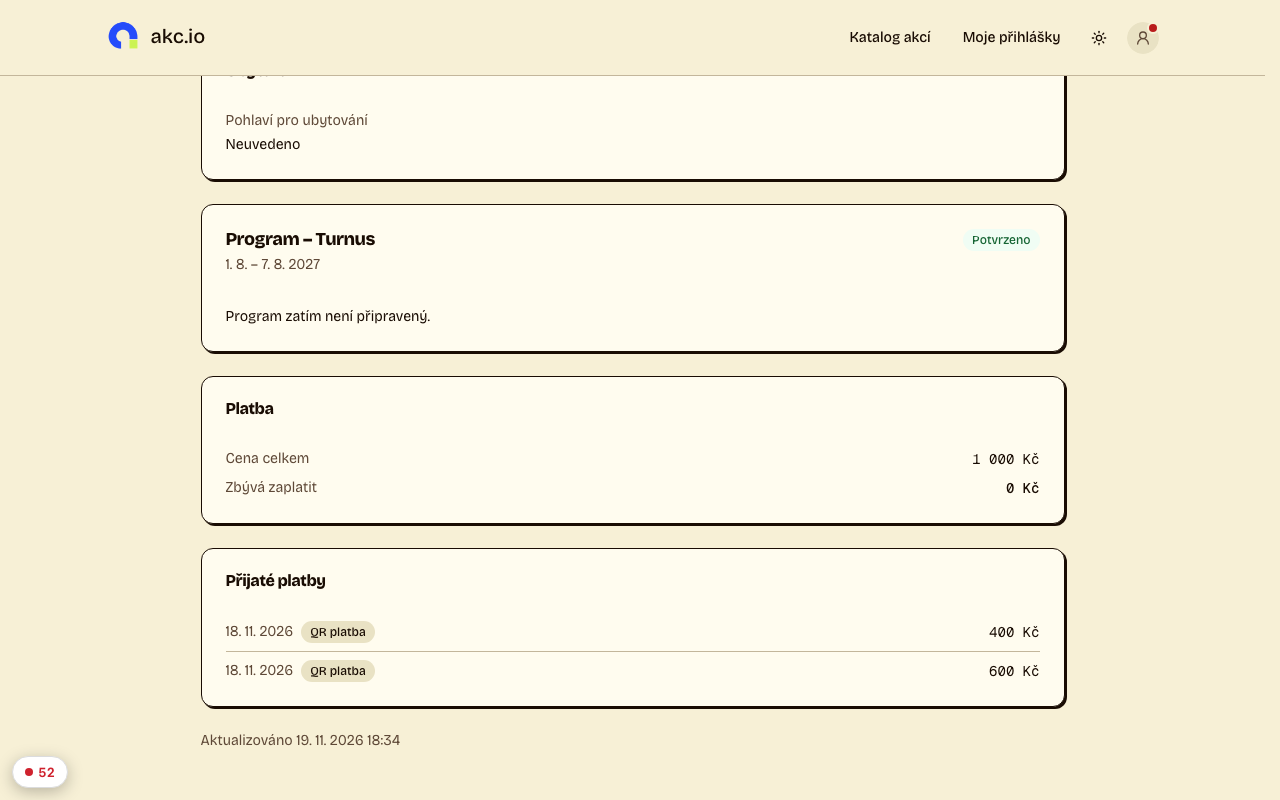 akc.io
Katalog akcí
Moje přihlášky
Pohlaví pro ubytování
Neuvedeno
Program – Turnus
Potvrzeno
1. 8. – 7. 8. 2027
Program zatím není připravený.
Platba
Cena celkem
1 000 Kč
Zbývá zaplatit
0 Kč
Přijaté platby
18. 11. 2026 QR platba 400 Kč
18. 11. 2026 QR platba 600 Kč
Aktualizováno 19. 11. 2026 18:34
52